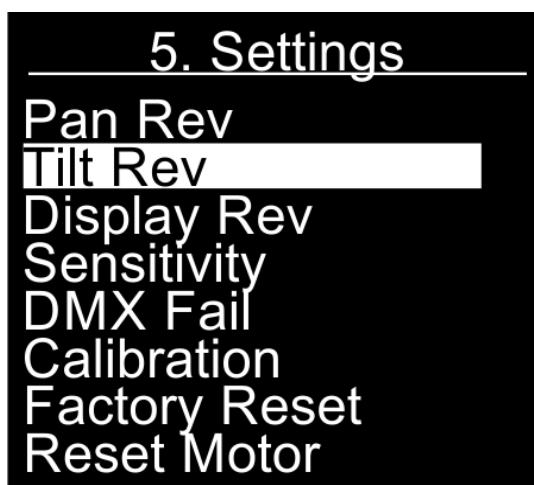 5. Settings
Pan Rev
Tilt Rev
Display Rev
Sensitivity
DMX Fail
Calibration
Factory Reset
Reset Motor